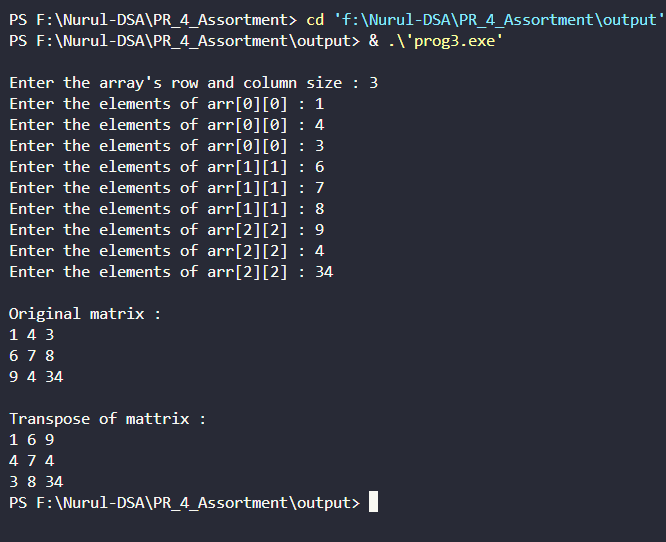 PS F:\Nurul-DSA\PR_4_Assortment> cd 'f:\Nurul-DSA\PR_4_Assortment\output'
PS F:\Nurul-DSA\PR_4_Assortment\output> & .\'prog3.exe'
Enter the array's row and column size : 3
Enter the elements of arr[0][0] : 1
Enter the elements of arr[0][0] : 4
Enter the elements of arr[0][0] : 3
Enter the elements of arr[1][1] : 6
Enter the elements of arr[1][1] : 7
Enter the elements of arr[1][1] : 8
Enter the elements of arr[2][2] : 9
Enter the elements of arr[2][2] : 4
Enter the elements of arr[2][2] : 34
Original matrix :
1 4 3
6 7 8
9 4 34
Transpose of mattrix :
1 6 9
4 7 4
3 8 34
PS F:\Nurul-DSA\PR_4_Assortment\output>